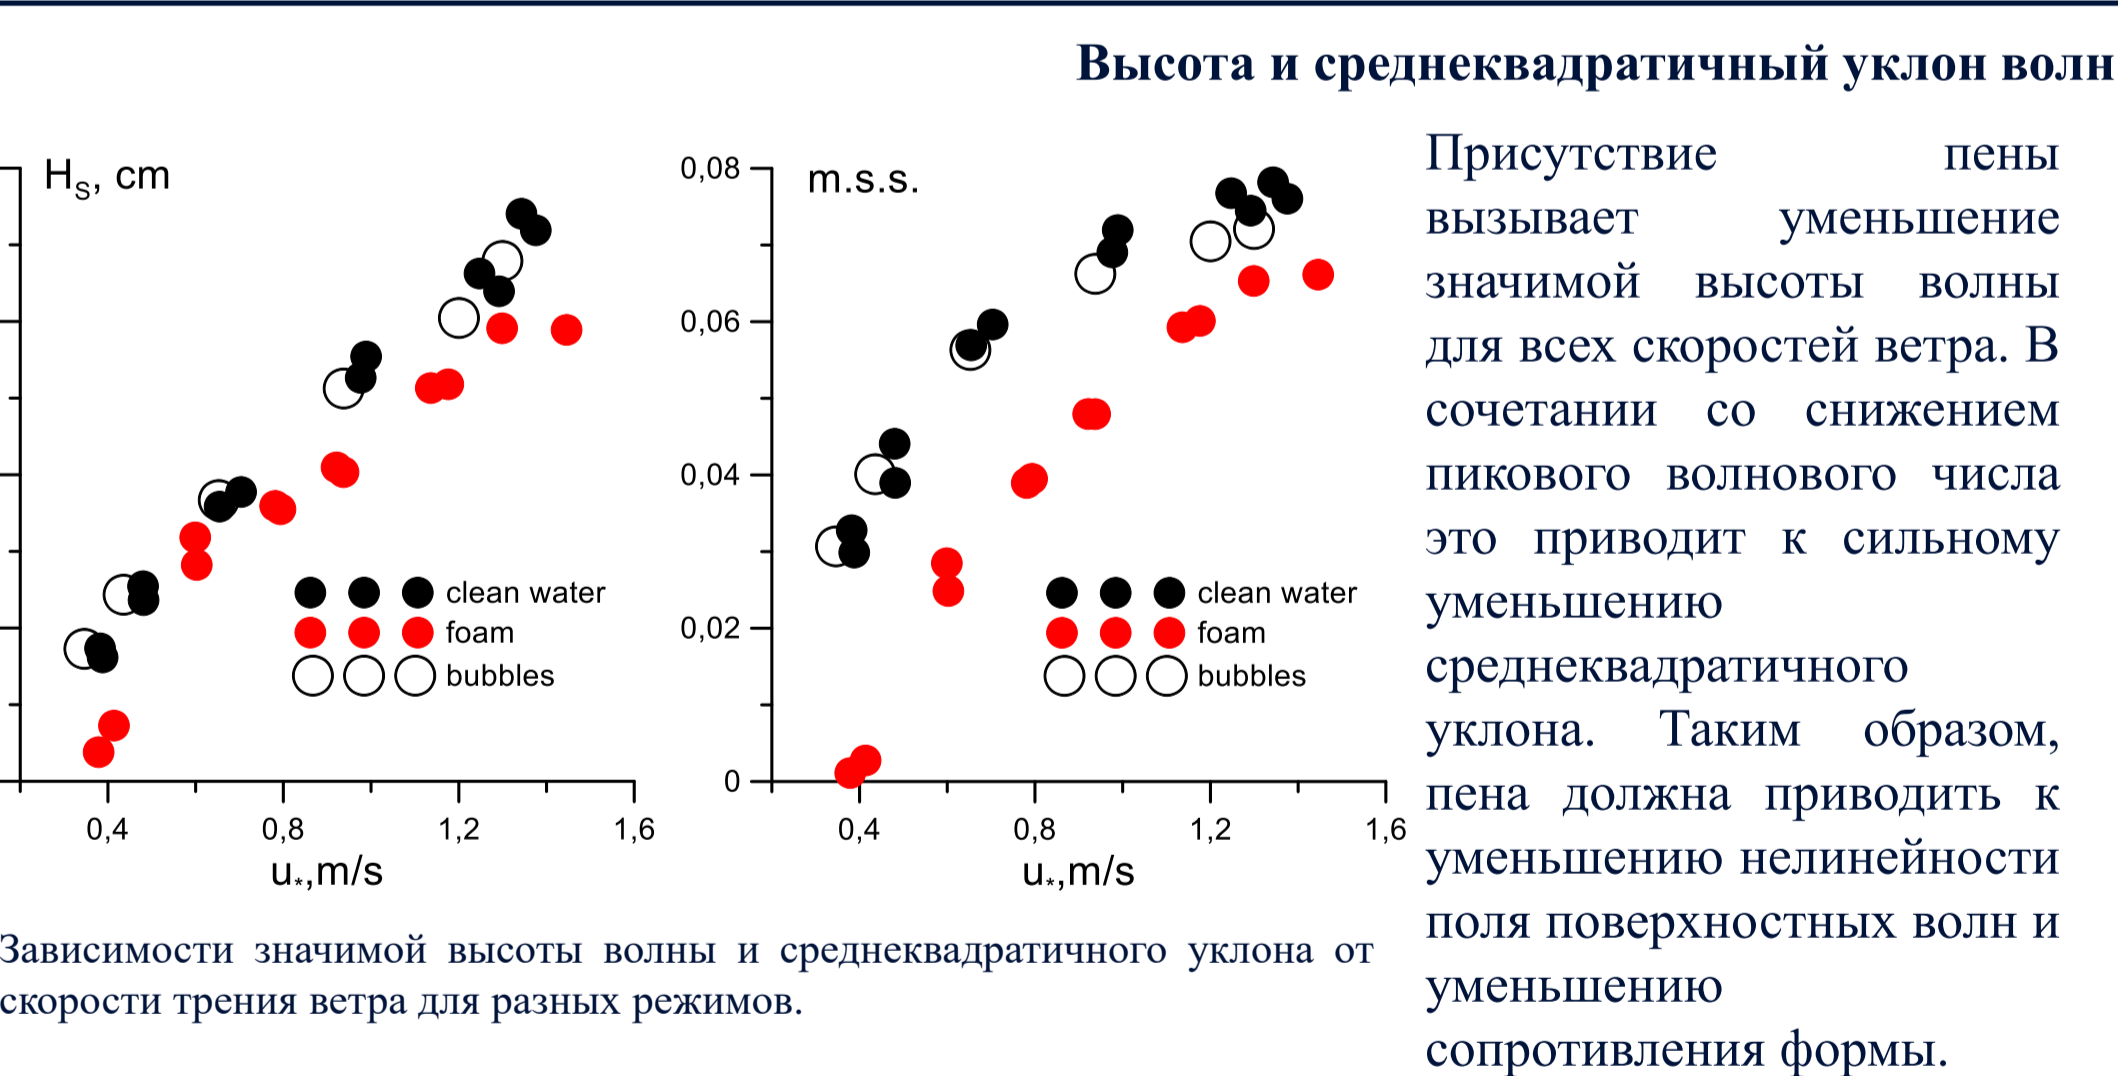 Высота и среднеквадратичный уклон волн
H_S, cm
0,4 0,8 1,2 1,6
u_*,m/s
clean water
foam
bubbles
m.s.s.
0,08
0,06
0,04
0,02
0
0,4 0,8 1,2 1,6
u_*,m/s
clean water
foam
bubbles
Зависимости значимой высоты волны и среднеквадратичного уклона от
скорости трения ветра для разных режимов.
Присутствие пены
вызывает уменьшение
значимой высоты волны
для всех скоростей ветра. В
сочетании со снижением
пикового волнового числа
это приводит к сильному
уменьшению
среднеквадратичного
уклона. Таким образом,
пена должна приводить к
уменьшению нелинейности
поля поверхностных волн и
уменьшению
сопротивления формы.